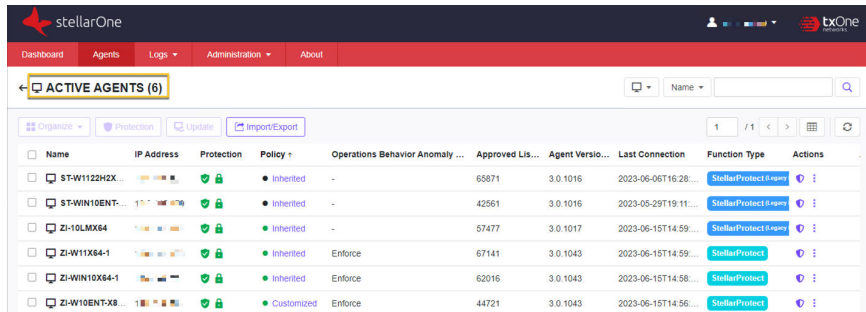 stellarOne
txOne
networks
Dashboard Agents Logs Administration About
ACTIVE AGENTS (6)
Name
Organize Protection Update Import/Export 1 /1
Name IP Address Protection Policy Operations Behavior Anomaly ... Approved Lis... Agent Versio... Last Connection Function Type Actions
ST-W1122H2X... Inherited - 65871 3.0.1016 2023-06-06T16:28:... StellarProtect (Legacy
ST-WIN10ENT-... Inherited - 42561 3.0.1016 2023-05-29T19:11:... StellarProtect (Legacy
ZI-10LMX64 Inherited - 57477 3.0.1017 2023-06-15T14:59:... StellarProtect (Legacy
ZI-W11X64-1 Inherited Enforce 67141 3.0.1043 2023-06-15T14:59:... StellarProtect
ZI-WIN10X64-1 Inherited Enforce 62016 3.0.1043 2023-06-15T14:58:... StellarProtect
ZI-W10ENT-X8... Customized Enforce 44721 3.0.1043 2023-06-15T14:56:... StellarProtect